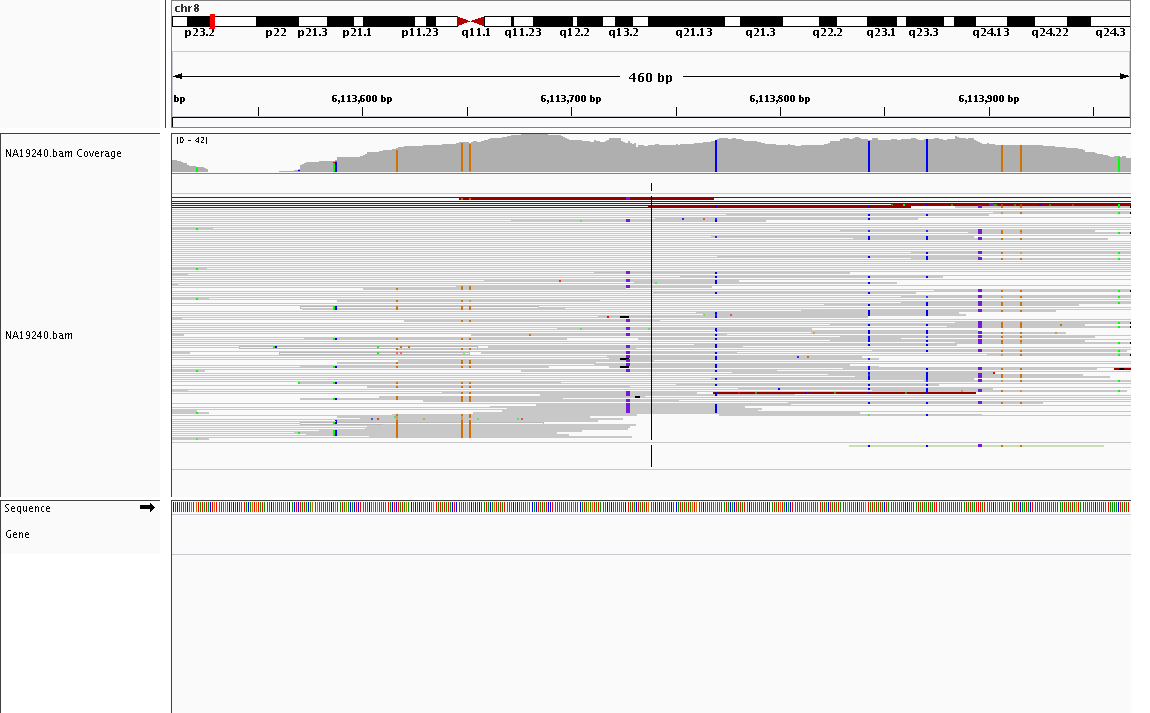 chr8
p23.2 p22 p21.3 p21.1 p11.23 q11.1 q11.23 q12.2 q13.2 q21.13 q21.3 q22.2 q23.1 q23.3 q24.13 q24.22 q24.3
460 bp
bp 6,113,600 bp 6,113,700 bp 6,113,800 bp 6,113,900 bp
[0 - 42]
NA19240.bam Coverage
NA19240.bam
Sequence
Gene